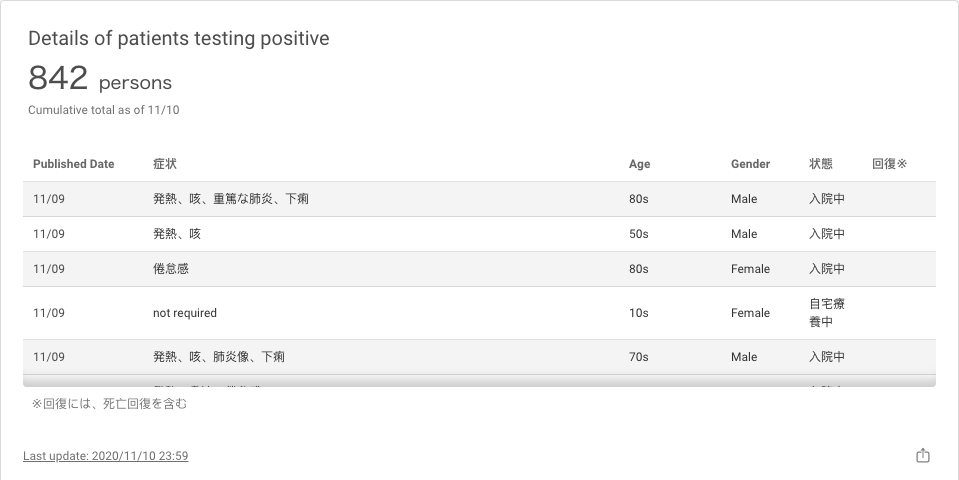 Details of patients testing positive
842 persons
Cumulative total as of 11/10
Published Date 症状 Age Gender 状態 回復※
11/09 発熱、咳、重篤な肺炎、下痢 80s Male 入院中
11/09 発熱、咳 50s Male 入院中
11/09 倦怠感 80s Female 入院中
11/09 not required 10s Female 自宅療
養中
11/09 発熱、咳、肺炎像、下痢 70s Male 入院中
※回復には、死亡回復を含む
Last update: 2020/11/10 23:59